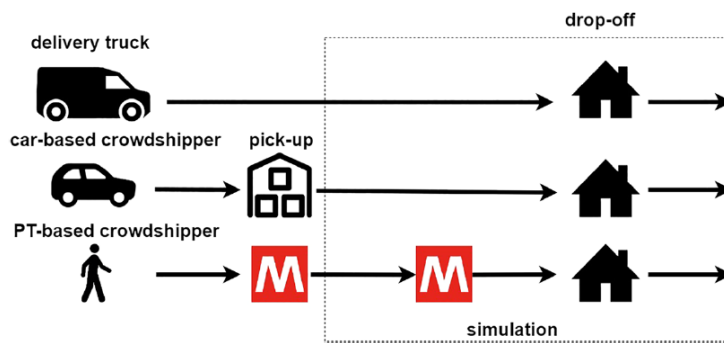 drop-off
delivery truck
car-based crowdshipper
pick-up
PT-based crowdshipper
M
M
simulation